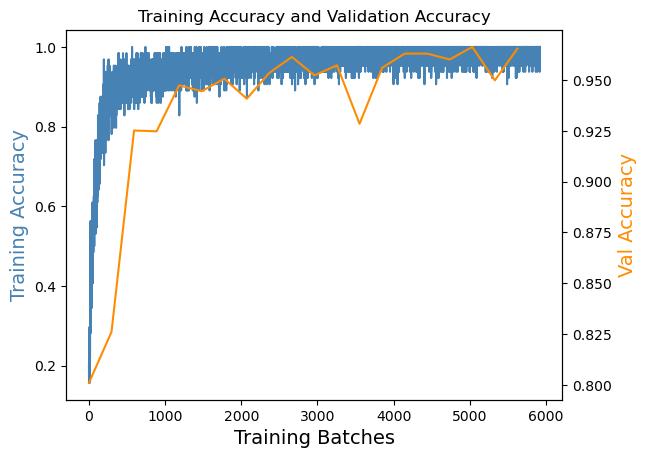 Training Accuracy and Validation Accuracy
1.0
0.8
0.6
0.4
0.2
Training Accuracy
0.950
0.925
0.900
0.875
0.850
0.825
0.800
Val Accuracy
0 1000 2000 3000 4000 5000 6000
Training Batches